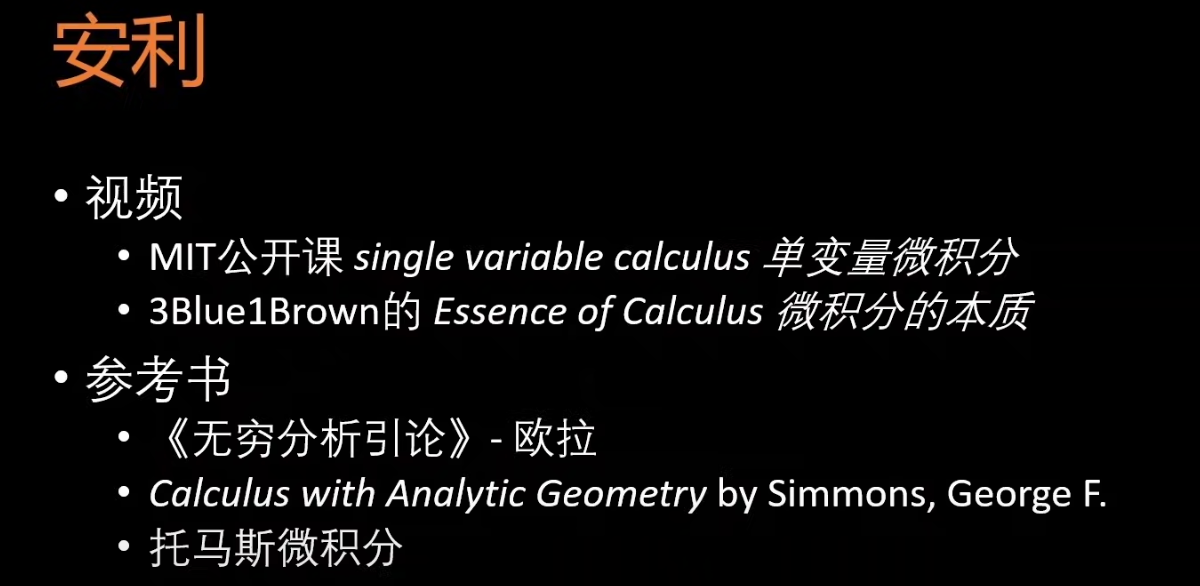 安利
• 视频
• MIT公开课 single variable calculus 单变量微积分
• 3Blue1Brown的 Essence of Calculus 微积分的本质
• 参考书
• 《无穷分析引论》- 欧拉
• Calculus with Analytic Geometry by Simmons, George F.
• 托马斯微积分